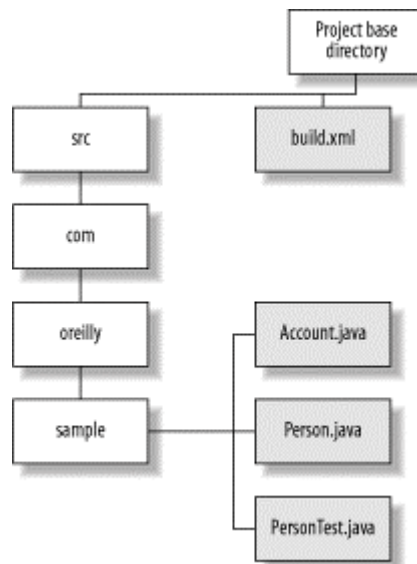 Project base
directory
src
build.xml
com
oreilly
Account.java
sample
Person.java
PersonTest.java